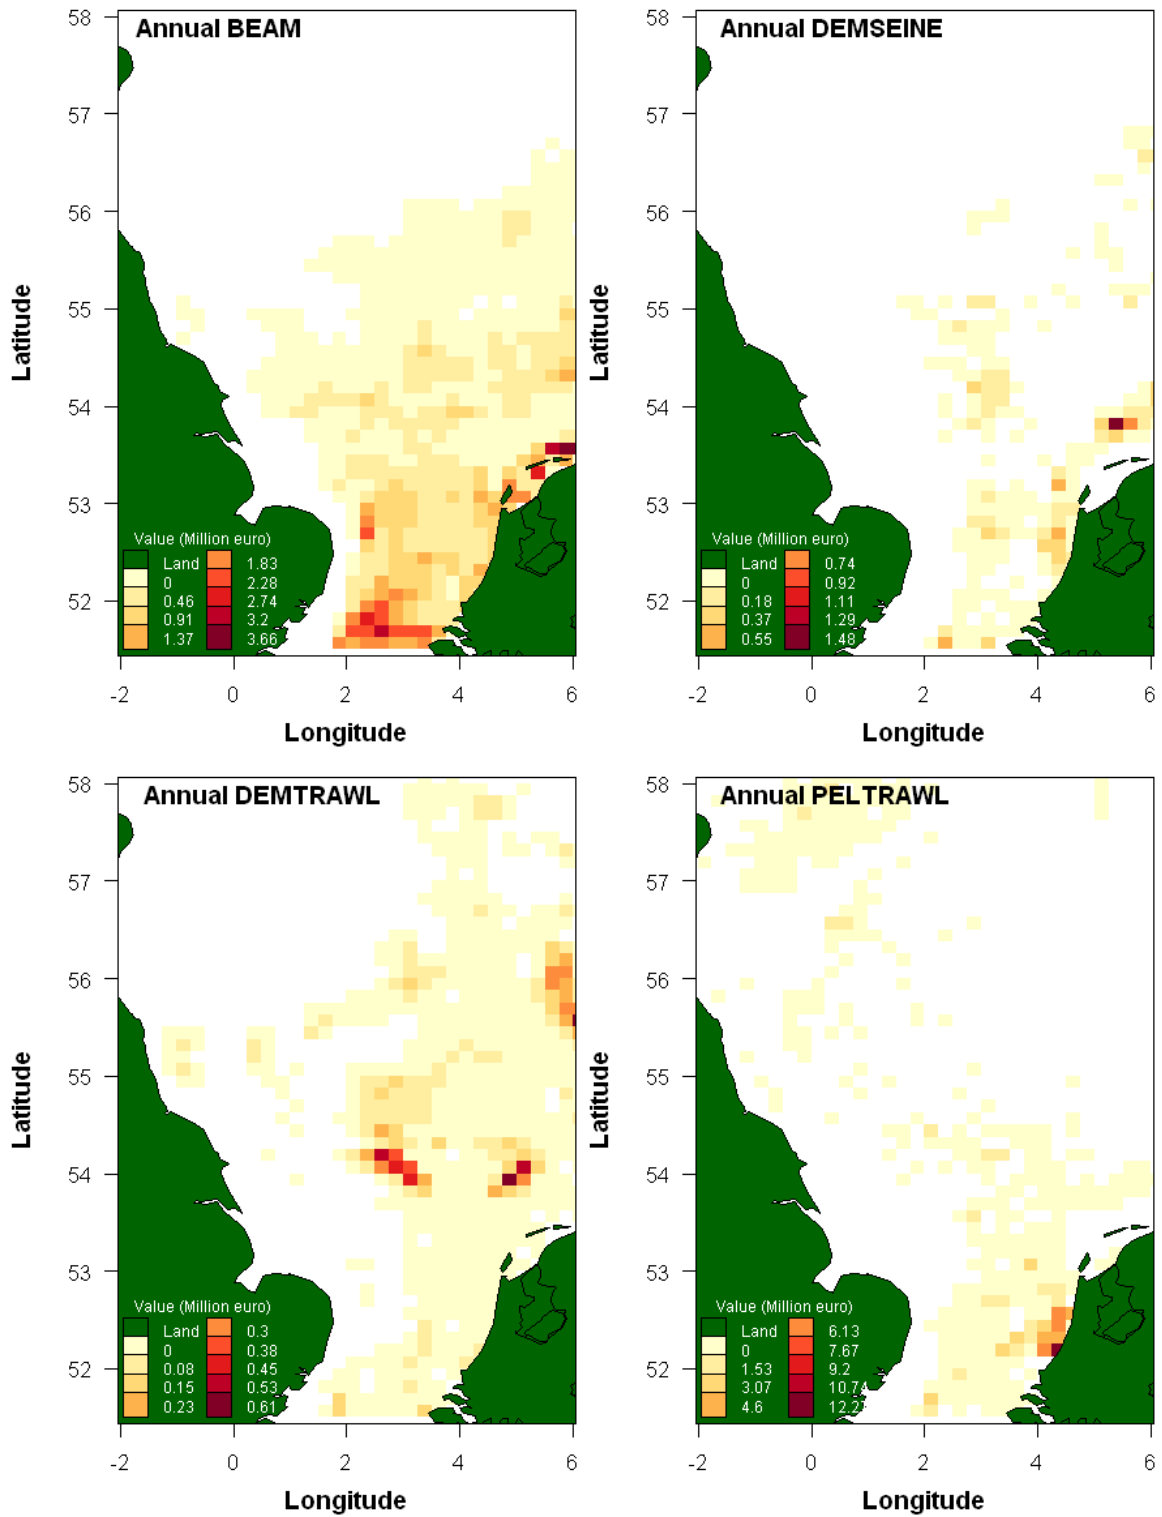 Annual BEAM
58
57
56
55
54
53
52
Latitude
Value (Million euro)
Land 1.83
0 2.28
0.46 2.74
0.91 3.2
1.37 3.66
-2 0 2 4 6
Longitude
Annual DEMSEINE
58
57
56
55
54
53
52
Latitude
Value (Million euro)
Land 0.74
0 0.92
0.18 1.11
0.37 1.29
0.55 1.48
-2 0 2 4 6
Longitude
Annual DEMTRAWL
58
57
56
55
54
53
52
Latitude
Value (Million euro)
Land 0.3
0 0.38
0.08 0.45
0.15 0.53
0.23 0.61
-2 0 2 4 6
Longitude
Annual PELTRAWL
58
57
56
55
54
53
52
Latitude
Value (Million euro)
Land 6.13
0 7.67
1.53 9.2
3.07 10.74
4.6
-2 0 2 4 6
Longitude